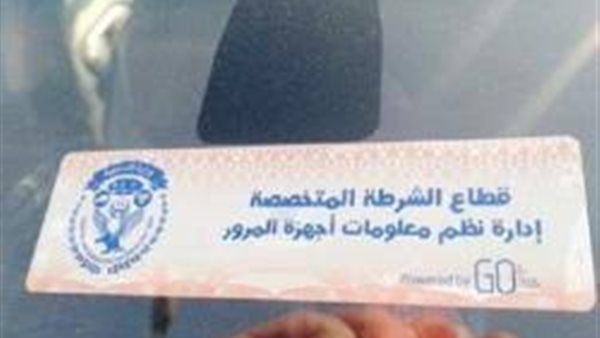 قطاع الشرطة المتخصصة
إدارة نظم معلومات أجهزة المرور
Powered by GO